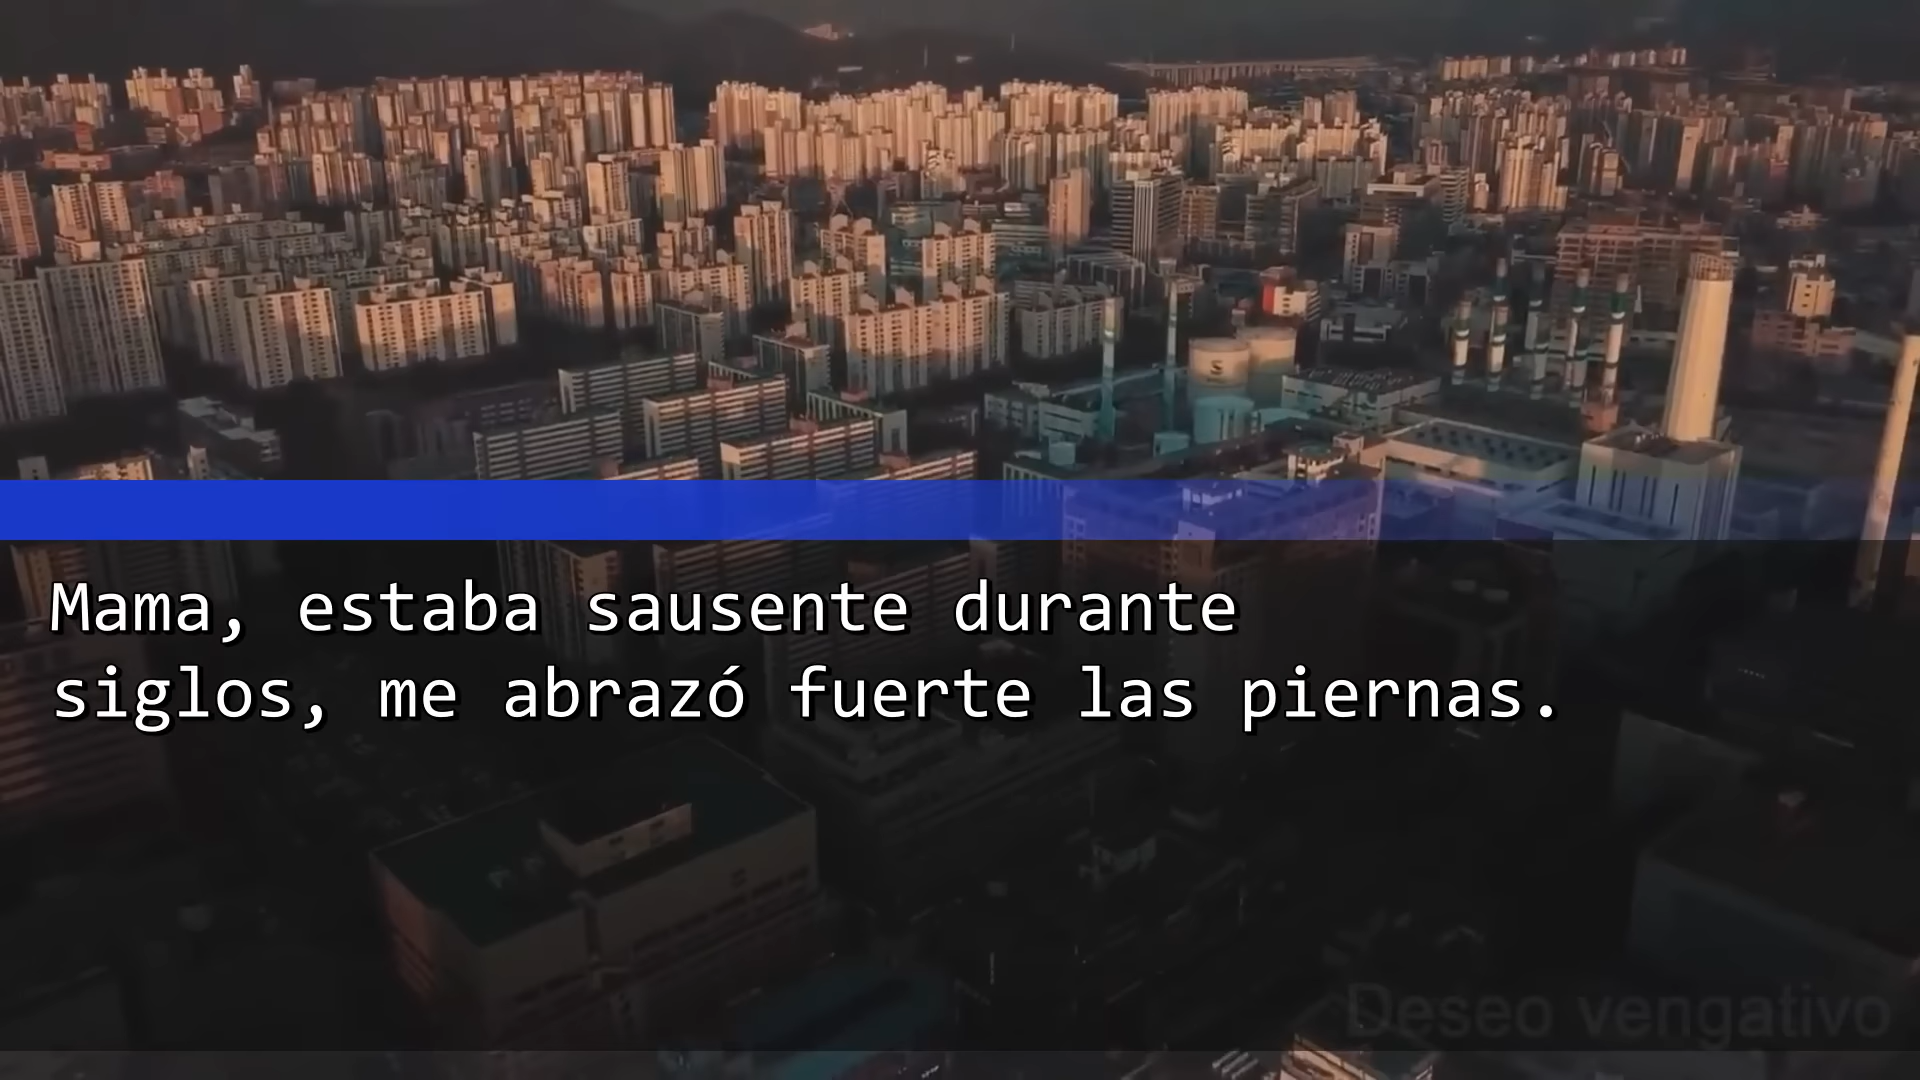 Mama, estaba sausente durante
siglos, me abrazó fuerte las piernas.
Deseo vengativo